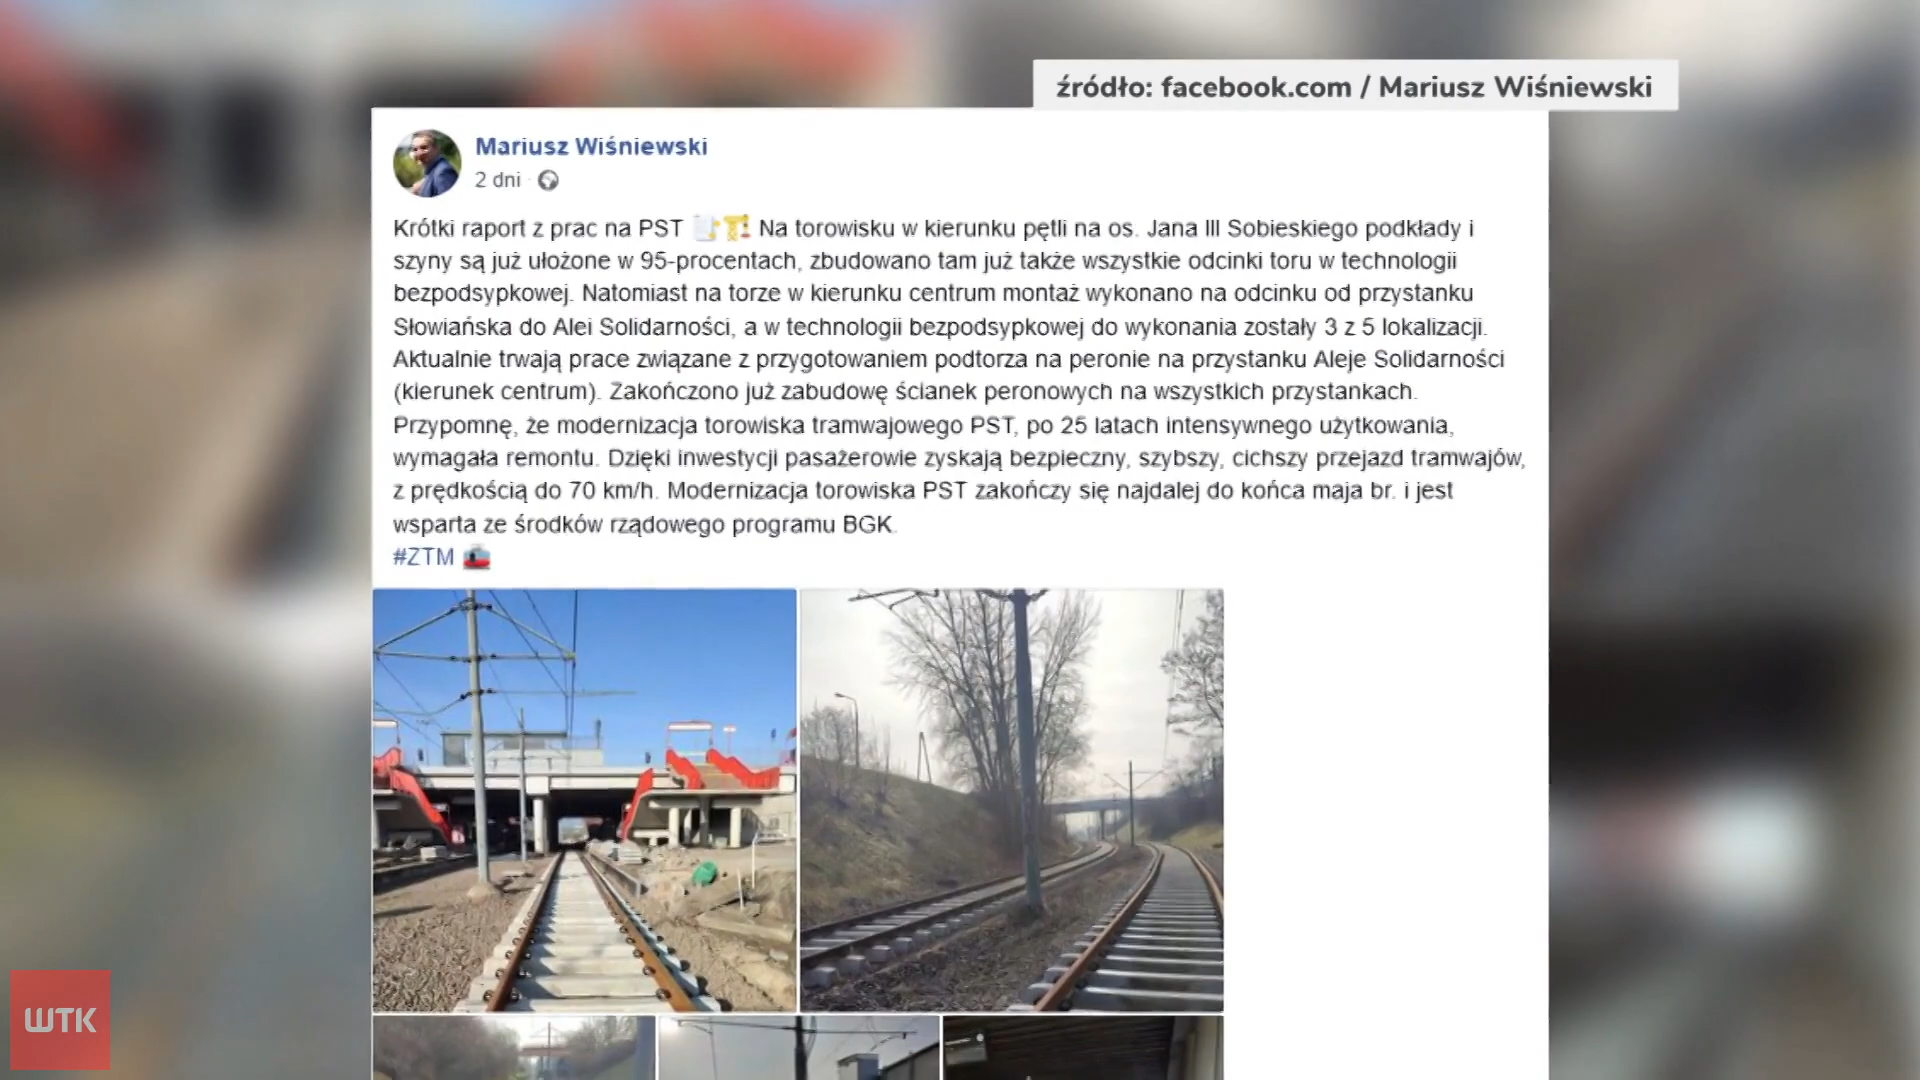 źródło: facebook.com / Mariusz Wiśniewski
Mariusz Wiśniewski
2 dni ·
Krótki raport z prac na PST 📑🏗️ Na torowisku w kierunku pętli na os. Jana III Sobieskiego podkłady i
szyny są już ułożone w 95-procentach, zbudowano tam już także wszystkie odcinki toru w technologii
bezpodsypkowej. Natomiast na torze w kierunku centrum montaż wykonano na odcinku od przystanku
Słowiańska do Alei Solidarności, a w technologii bezpodsypkowej do wykonania zostały 3 z 5 lokalizacji.
Aktualnie trwają prace związane z przygotowaniem podtorza na peronie na przystanku Aleje Solidarności
(kierunek centrum). Zakończono już zabudowę ścianek peronowych na wszystkich przystankach.
Przypomnę, że modernizacja torowiska tramwajowego PST, po 25 latach intensywnego użytkowania,
wymagała remontu. Dzięki inwestycji pasażerowie zyskają bezpieczny, szybszy, cichszy przejazd tramwajów,
z prędkością do 70 km/h. Modernizacja torowiska PST zakończy się najdalej do końca maja br. i jest
wsparta ze środków rządowego programu BGK.
#ZTM
WTK